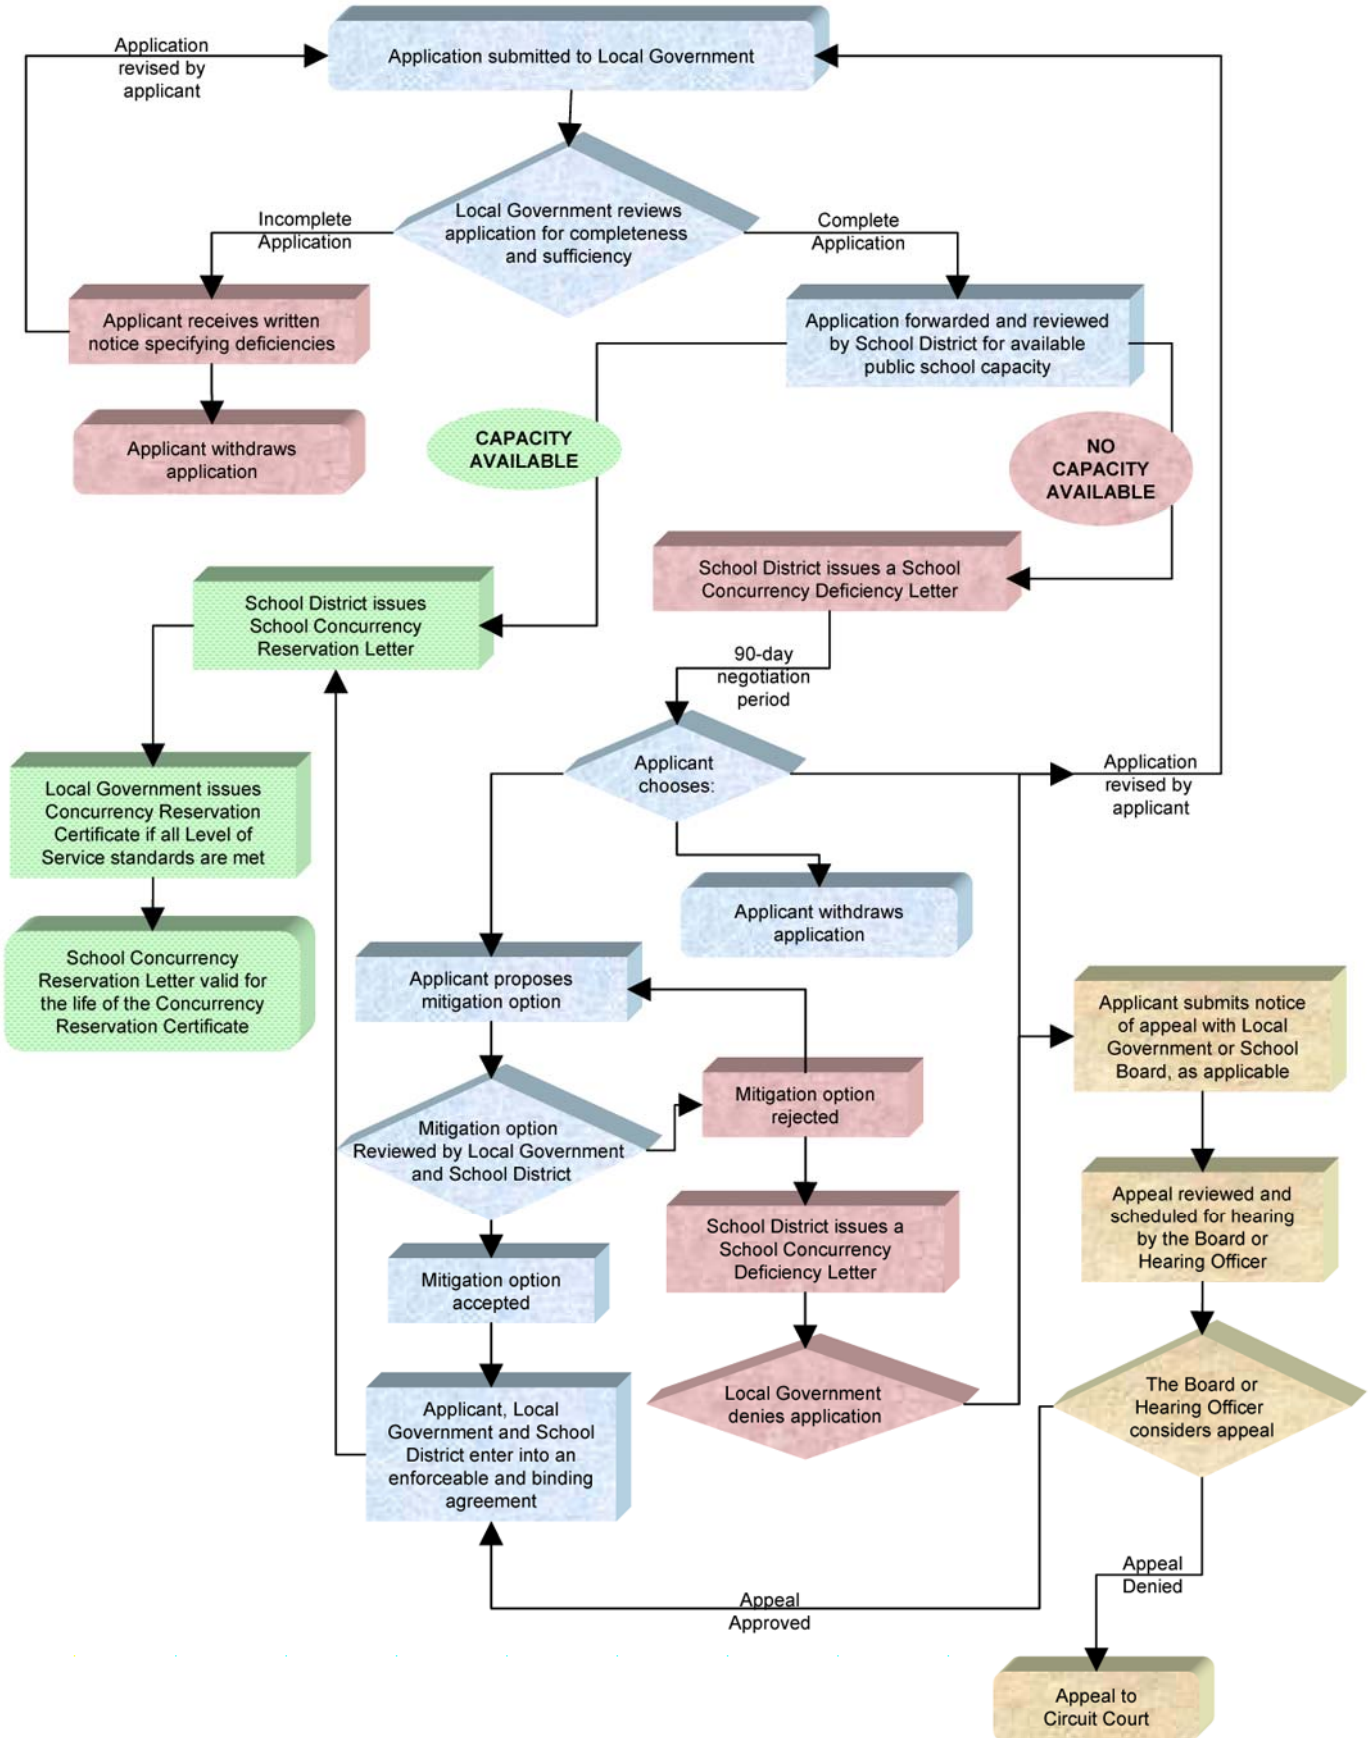 Application submitted to Local Government
Application
revised by
applicant
Local Government reviews
application for completeness
and sufficiency
Incomplete
Application
Complete
Application
Applicant receives written
notice specifying deficiencies
Application forwarded and reviewed
by School District for available
public school capacity
Applicant withdraws
application
CAPACITY
AVAILABLE
NO
CAPACITY
AVAILABLE
School District issues a School
Concurrency Deficiency Letter
School District issues
School Concurrency
Reservation Letter
90-day
negotiation
period
Applicant
chooses:
Application
revised by
applicant
Local Government issues
Concurrency Reservation
Certificate if all Level of
Service standards are met
Applicant withdraws
application
School Concurrency
Reservation Letter valid for
the life of the Concurrency
Reservation Certificate
Applicant proposes
mitigation option
Applicant submits notice
of appeal with Local
Government or School
Board, as applicable
Mitigation option
rejected
Mitigation option
Reviewed by Local Government
and School District
Appeal reviewed and
scheduled for hearing
by the Board or
Hearing Officer
School District issues a
School Concurrency
Deficiency Letter
Mitigation option
accepted
Local Government
denies application
The Board or
Hearing Officer
considers appeal
Applicant, Local
Government and School
District enter into an
enforceable and binding
agreement
Appeal
Denied
Appeal
Approved
Appeal to
Circuit Court